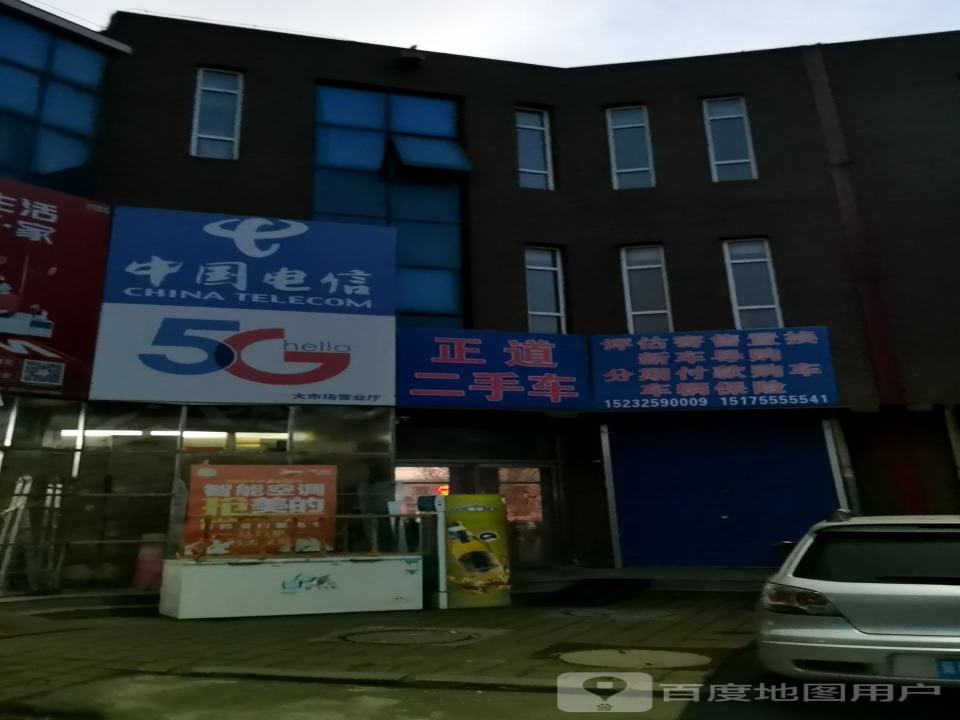 生活
家
中国电信
CHINA TELECOM
5G
hello
大市场营业厅
正道
二手车
评估寄售置换
新车导购
分期付款购车
车辆保险
15232590009 15175555541
智能空调
抢美的
百度地图用户